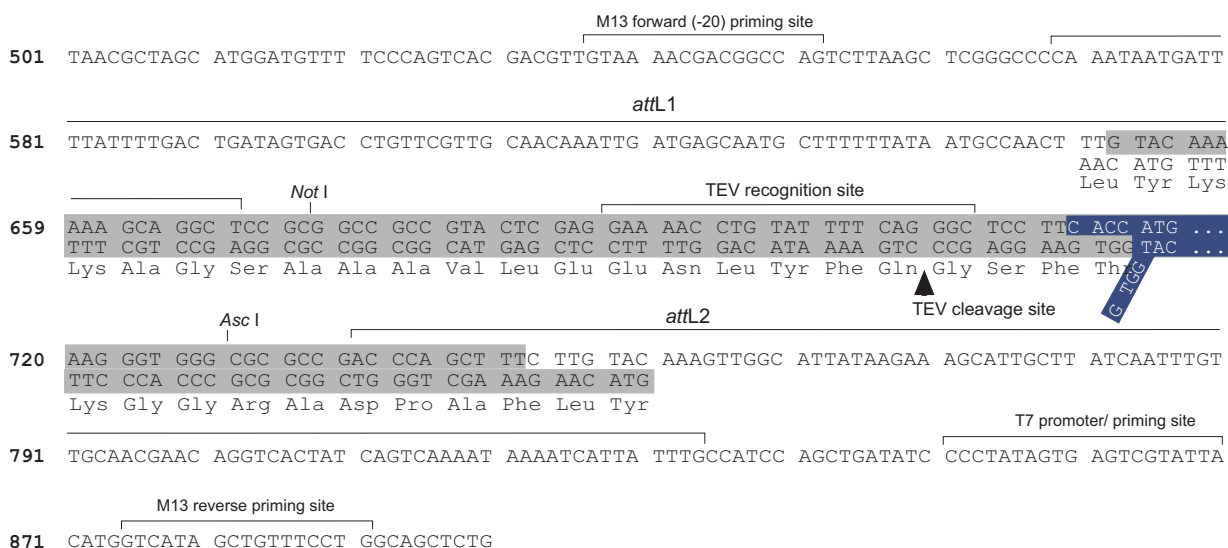 M13 forward (-20) priming site
501 TAACGCTAGC ATGGATGTTT TCCCAGTCAC GACGTTGTAA AACGACGGCC AGTCTTAAGC TCGGGCCCCA AATAATGATT
attL1
581 TTATTTTGAC TGATAGTGAC CTGTTCGTTG CAACAAATTG ATGAGCAATG CTTTTTTATA ATGCCAACT TTG TAC AAA
AAC ATG TTT
Leu Tyr Lys
Not I TEV recognition site
659 AAA GCA GGC TCC GCG GCC GCC GTA CTC GAG GAA AAC CTG TAT TTT CAG GGC TCC TTC ACC ATG ...
TTT CGT CCG AGG CGC CGG CGG CAT GAG CTC CTT TTG GAC ATA AAA GTC CCG AGG AAG TGG TAC ...
Lys Ala Gly Ser Ala Ala Ala Val Leu Glu Glu Asn Leu Tyr Phe Gln Gly Ser Phe Thr
G TGG
TEV cleavage site
Asc I attL2
720 AAG GGT GGG CGC GCC GAC CCA GCT TTC TTG TAC AAAGTTGGC ATTATAAGAA AGCATTGCTT ATCAATTTGT
TTC CCA CCC GCG CGG CTG GGT CGA AAG AAC ATG
Lys Gly Gly Arg Ala Asp Pro Ala Phe Leu Tyr
T7 promoter/ priming site
791 TGCAACGAAC AGGTCACTAT CAGTCAAAAT AAAATCATTA TTTGCCATCC AGCTGATATC CCCTATAGTG AGTCGTATTA
M13 reverse priming site
871 CATGGTCATA GCTGTTTCCT GGCAGCTCTG